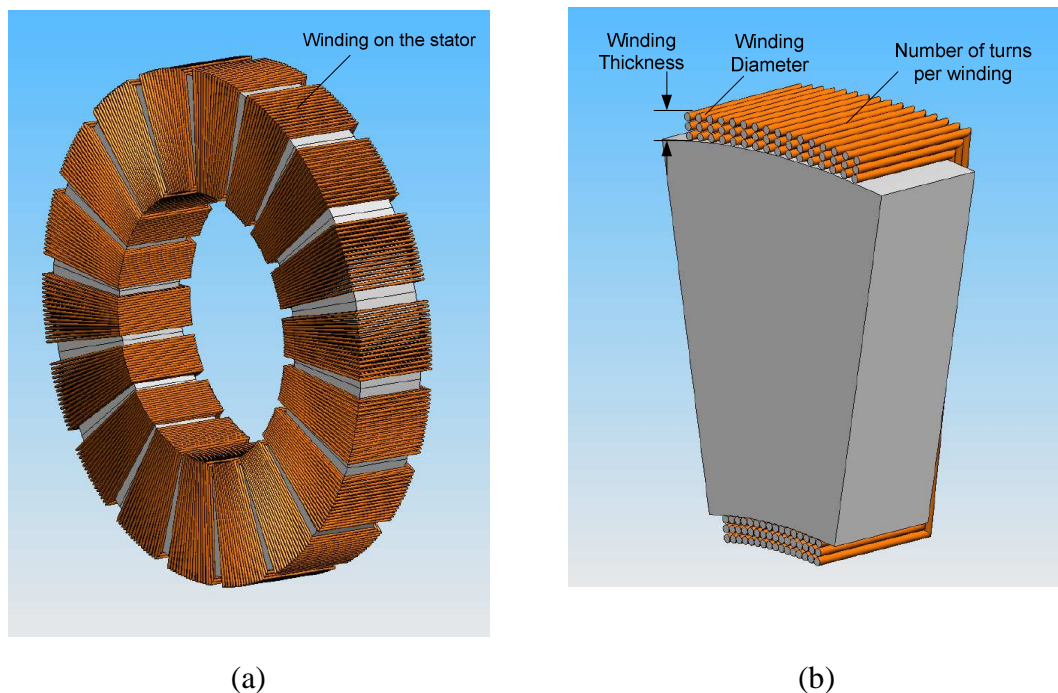 Winding on the stator
Winding
Thickness
Winding
Diameter
Number of turns
per winding
(a)
(b)